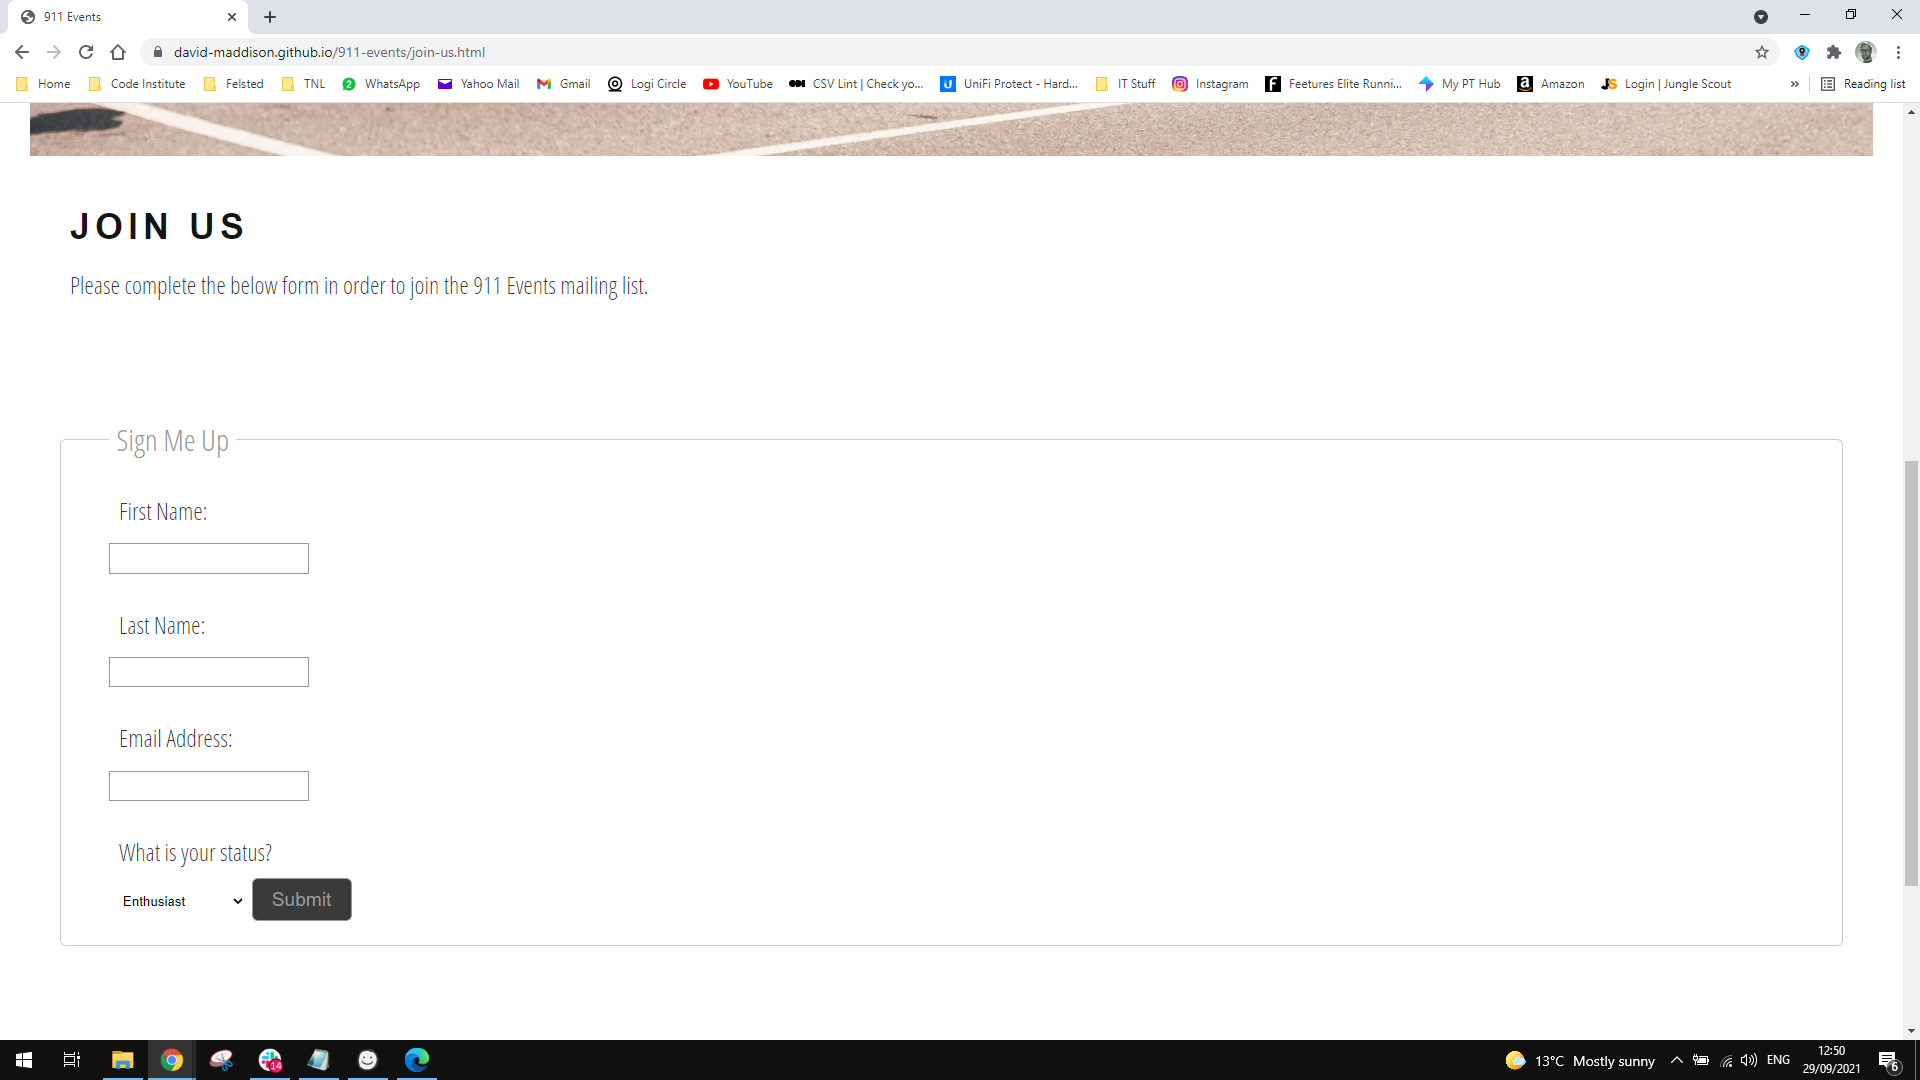 911 Events
david-maddison.github.io/911-events/join-us.html
Home Code Institute Felsted TNL 2 WhatsApp Yahoo Mail Gmail Logi Circle YouTube CSV Lint | Check yo... U UniFi Protect - Hard... IT Stuff Instagram F Feetures Elite Runni... My PT Hub a Amazon JS Login | Jungle Scout » Reading list
JOIN US
Please complete the below form in order to join the 911 Events mailing list.
Sign Me Up
First Name:
Last Name:
Email Address:
What is your status?
Enthusiast Submit
14
13°C Mostly sunny ENG
12:50
29/09/2021
6